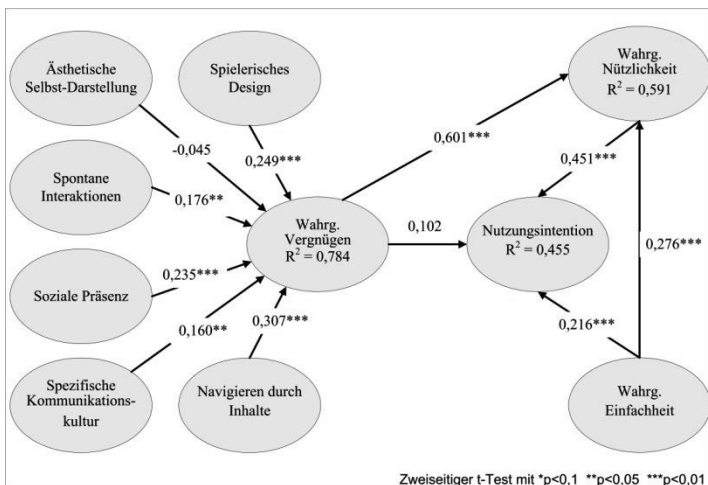 Ästhetische
Selbst-Darstellung
Spielerisches
Design
Wahrg.
Nützlichkeit
R² = 0,591
-0,045
0,249***
0,601***
0,451***
Spontane
Interaktionen
0,176**
Wahrg.
Vergnügen
R² = 0,784
0,102
Nutzungsintention
R² = 0,455
0,276***
Soziale Präsenz
0,235***
0,160**
0,307***
0,216***
Spezifische
Kommunikations-
kultur
Navigieren durch
Inhalte
Wahrg.
Einfachheit
Zweiseitiger t-Test mit *p<0,1 **p<0,05 ***p<0,01